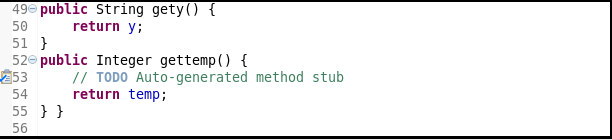 49 public String gety() {
50 return y;
51 }
52 public Integer gettemp() {
53 // TODO Auto-generated method stub
54 return temp;
55 } }
56